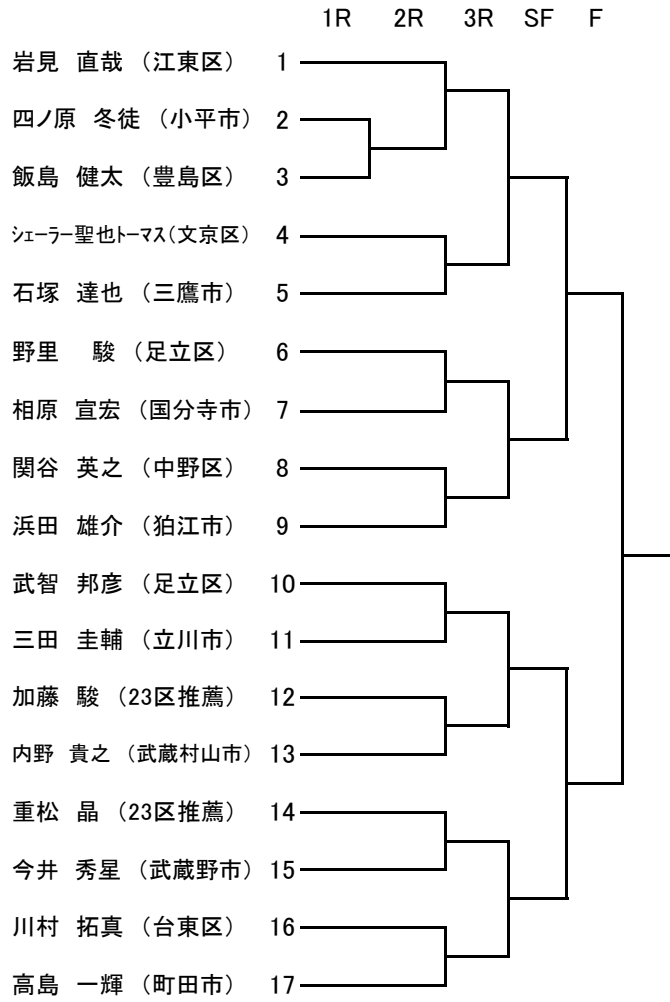 1R 2R 3R SF F
岩見 直哉 （江東区） 1
四ノ原 冬徒 （小平市） 2
飯島 健太 （豊島区） 3
シェーラー聖也トーマス（文京区） 4
石塚 達也 （三鷹市） 5
野里 駿 （足立区） 6
相原 宣宏 （国分寺市） 7
関谷 英之 （中野区） 8
浜田 雄介 （狛江市） 9
武智 邦彦 （足立区） 10
三田 圭輔 （立川市） 11
加藤 駿 （23区推薦） 12
内野 貴之 （武蔵村山市） 13
重松 晶 （23区推薦） 14
今井 秀星 （武蔵野市） 15
川村 拓真 （台東区） 16
高島 一輝 （町田市） 17